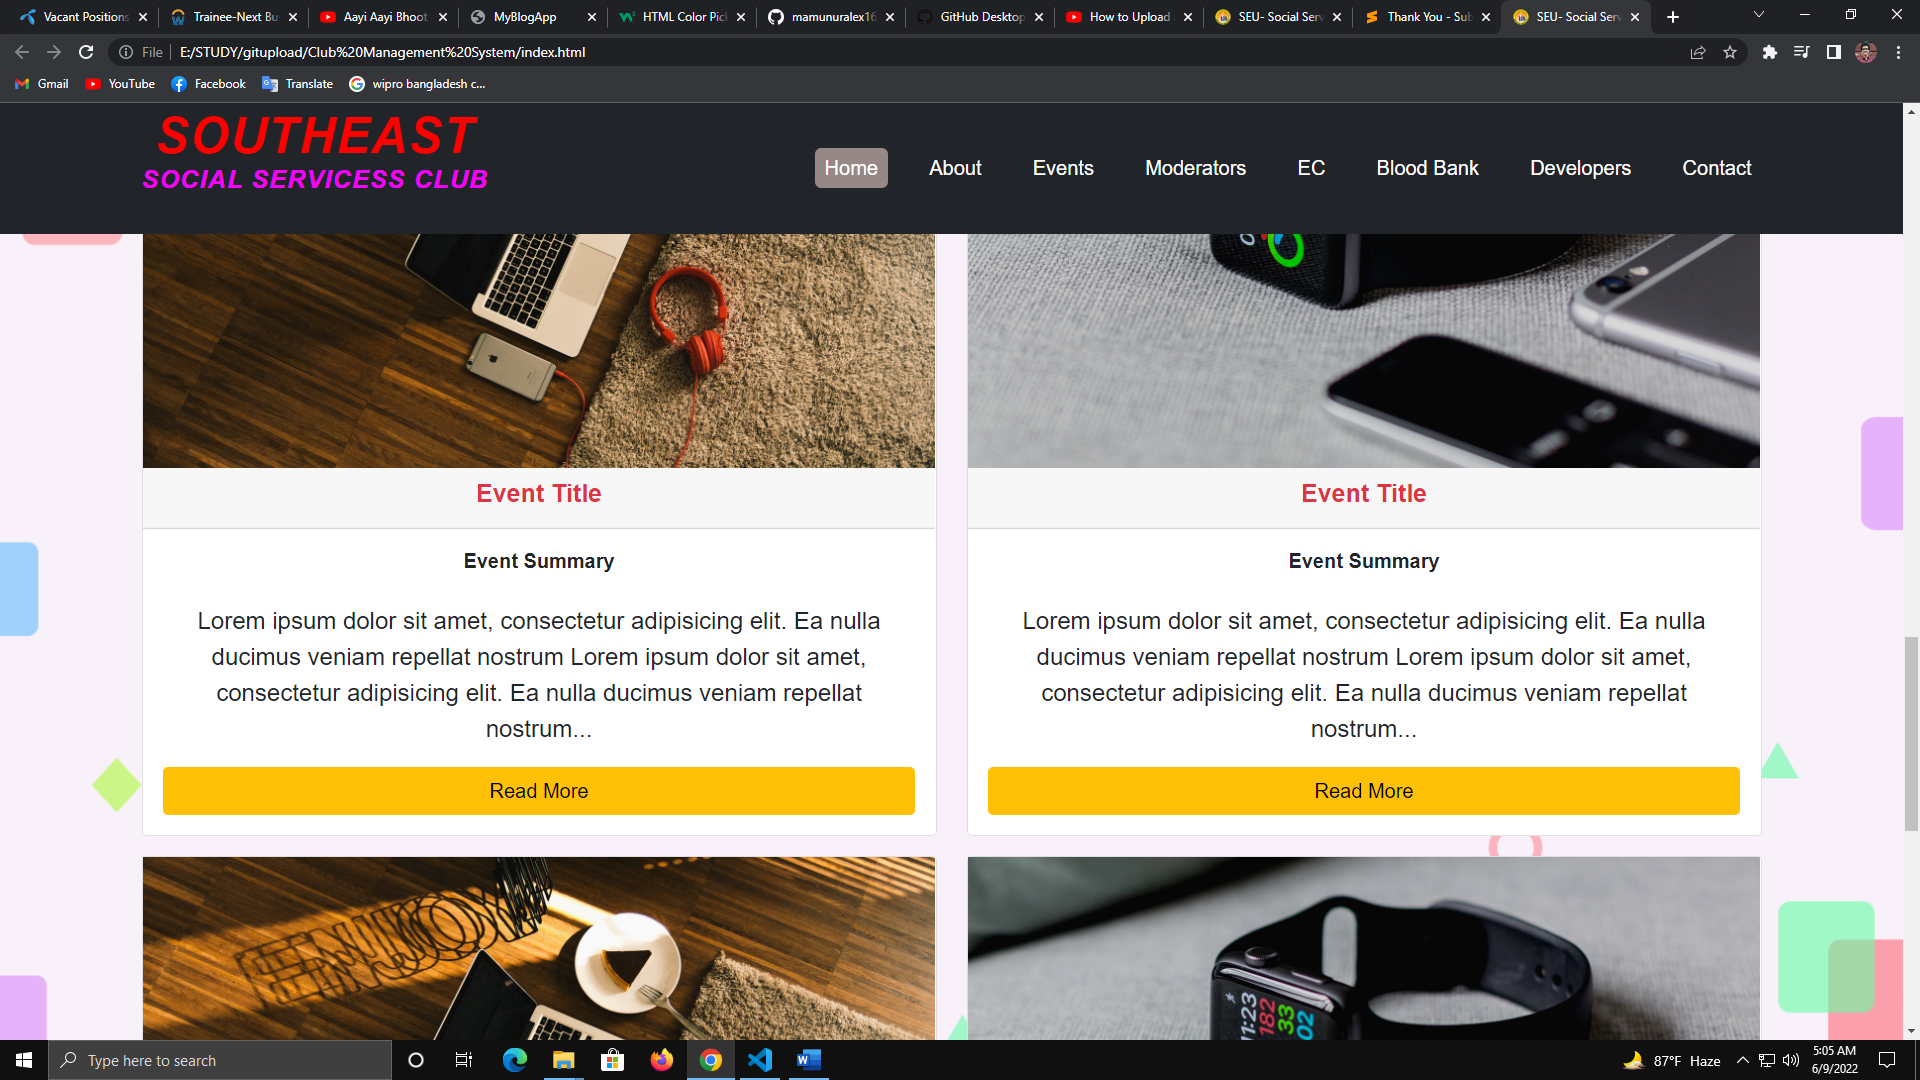 Vacant Positions
Trainee-Next Bu
Aayi Aayi Bhoot
MyBlogApp
HTML Color Pic
mamunuralex16
GitHub Desktop
How to Upload
SEU- Social Serv
Thank You - Sub
SEU- Social Serv
File
E:/STUDY/gitupload/Club%20Management%20System/index.html
Gmail
YouTube
Facebook
Translate
wipro bangladesh c...
SOUTHEAST
SOCIAL SERVICESS CLUB
Home
About
Events
Moderators
EC
Blood Bank
Developers
Contact
Event Title
Event Summary
Lorem ipsum dolor sit amet, consectetur adipisicing elit. Ea nulla
ducimus veniam repellat nostrum Lorem ipsum dolor sit amet,
consectetur adipisicing elit. Ea nulla ducimus veniam repellat
nostrum...
Read More
Event Title
Event Summary
Lorem ipsum dolor sit amet, consectetur adipisicing elit. Ea nulla
ducimus veniam repellat nostrum Lorem ipsum dolor sit amet,
consectetur adipisicing elit. Ea nulla ducimus veniam repellat
nostrum...
Read More
ENJOY
11:23
182
33
02
Type here to search
87°F Haze
5:05 AM
6/9/2022